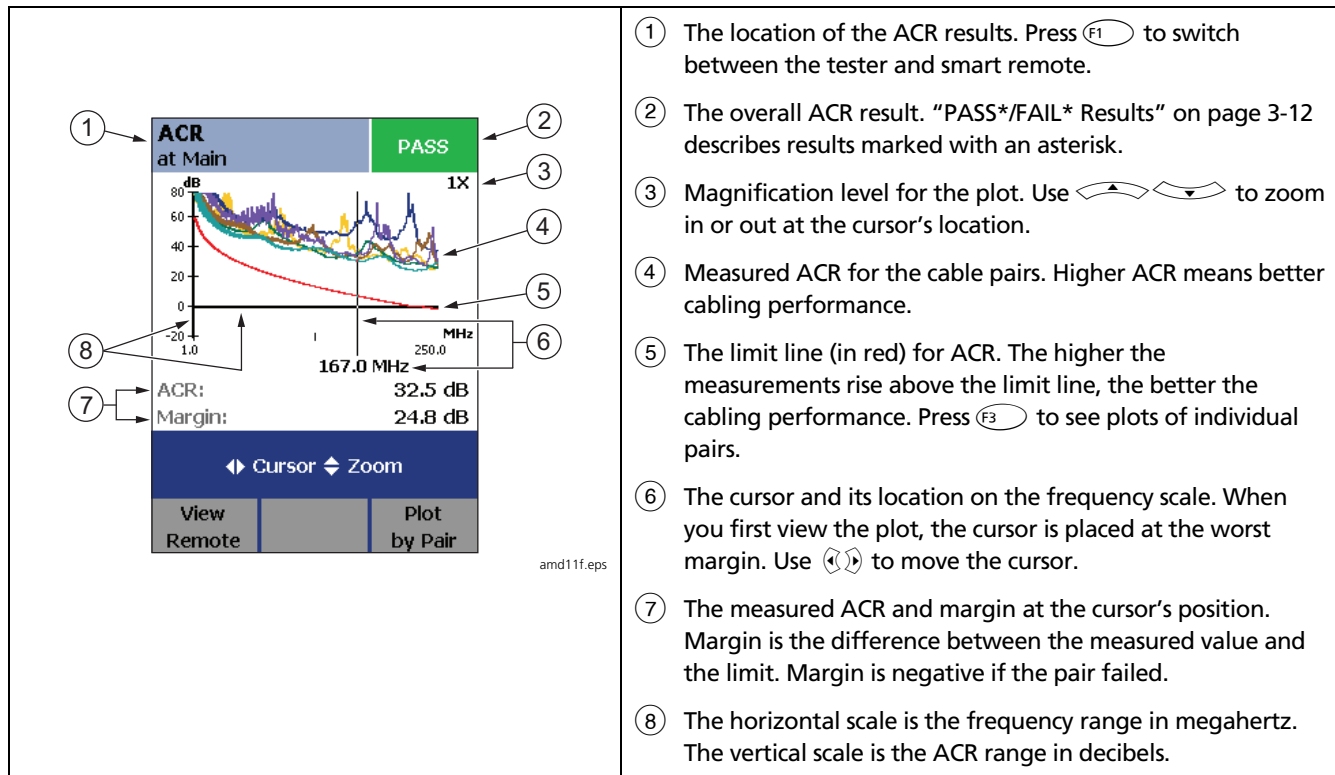 1
ACR
at Main
PASS
2
1X
3
dB
80
60
40
20
0
-20
4
5
6
8
1.0
MHz
250.0
167.0 MHz
7
ACR: 32.5 dB
Margin: 24.8 dB
Cursor Zoom
View
Remote
Plot
by Pair
amd11f.eps
1 The location of the ACR results. Press F1 to switch
between the tester and smart remote.
2 The overall ACR result. “PASS*/FAIL* Results” on page 3-12
describes results marked with an asterisk.
3 Magnification level for the plot. Use to zoom
in or out at the cursor’s location.
4 Measured ACR for the cable pairs. Higher ACR means better
cabling performance.
5 The limit line (in red) for ACR. The higher the
measurements rise above the limit line, the better the
cabling performance. Press F3 to see plots of individual
pairs.
6 The cursor and its location on the frequency scale. When
you first view the plot, the cursor is placed at the worst
margin. Use to move the cursor.
7 The measured ACR and margin at the cursor’s position.
Margin is the difference between the measured value and
the limit. Margin is negative if the pair failed.
8 The horizontal scale is the frequency range in megahertz.
The vertical scale is the ACR range in decibels.